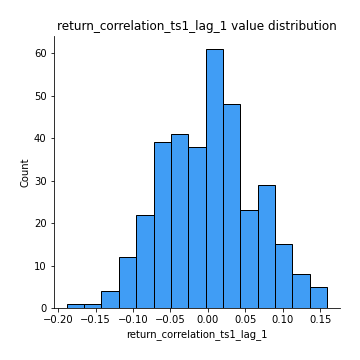 return_correlation_ts1_lag_1 value distribution
60
50
40
30
20
10
0
Count
−0.20 −0.15 −0.10 −0.05 0.00 0.05 0.10 0.15
return_correlation_ts1_lag_1